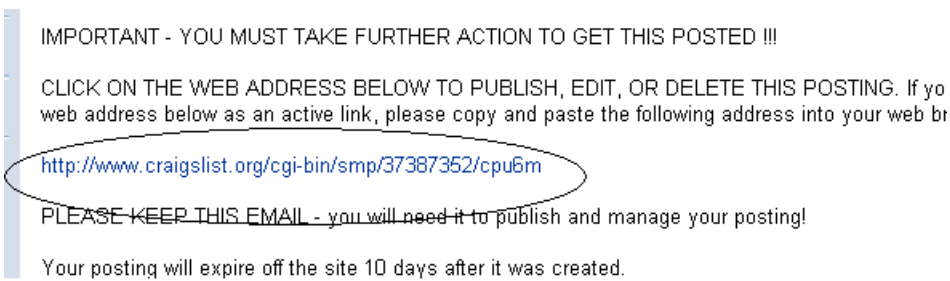 IMPORTANT - YOU MUST TAKE FURTHER ACTION TO GET THIS POSTED !!!
CLICK ON THE WEB ADDRESS BELOW TO PUBLISH, EDIT, OR DELETE THIS POSTING. If
web address below as an active link, please copy and paste the following address into your web
http://www.craigslist.org/cgi-bin/smp/37387352/cpu6m
PLEASE KEEP THIS EMAIL - you will need it to publish and manage your posting!
Your posting will expire off the site 10 days after it was created.